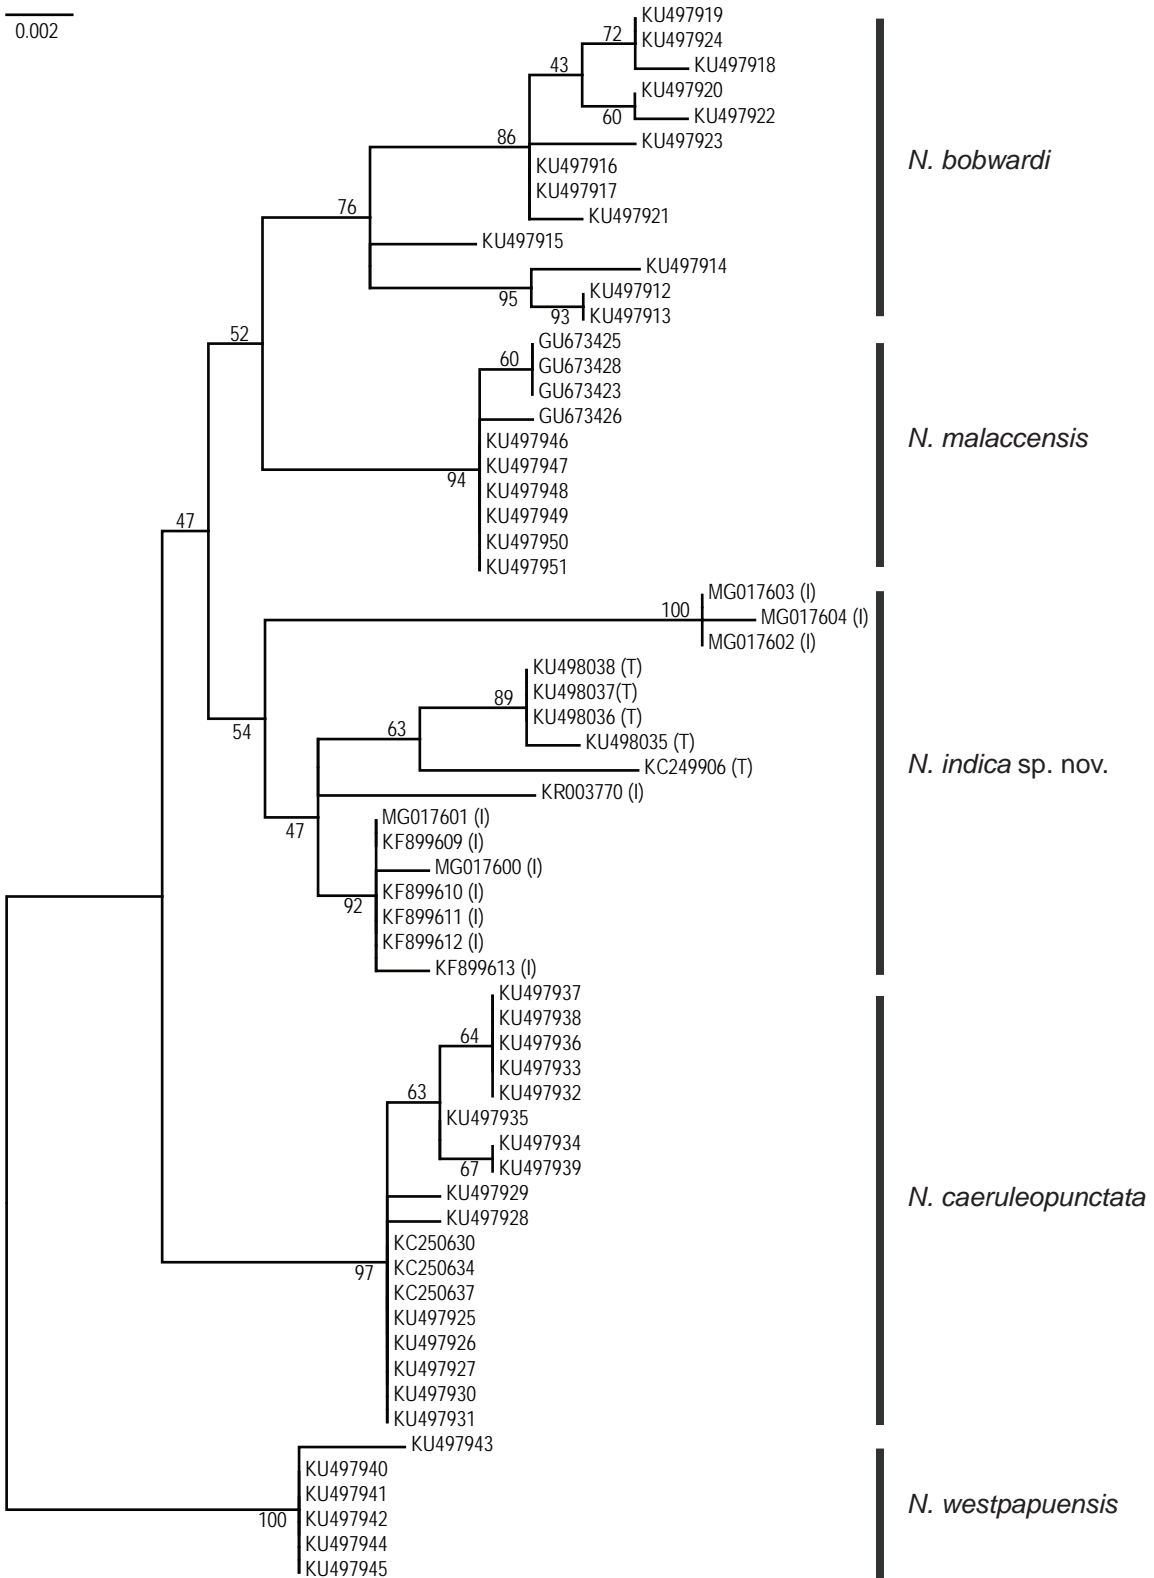 0.002
KU497919
72
KU497924
43
KU497918
KU497920
60
KU497922
86
KU497923
KU497916
N. bobwardi
KU497917
76
KU497921
KU497915
KU497914
95
KU497912
93
KU497913
52
GU673425
60
GU673428
GU673423
GU673426
N. malaccensis
KU497946
KU497947
94
KU497948
KU497949
47
KU497950
KU497951
MG017603 (I)
100
MG017604 (I)
MG017602 (I)
KU498038 (T)
89
KU498037(T)
KU498036 (T)
54
63
KU498035 (T)
N. indica sp. nov.
KC249906 (T)
KR003770 (I)
47
MG017601 (I)
KF899609 (I)
MG017600 (I)
92
KF899610 (I)
KF899611 (I)
KF899612 (I)
KF899613 (I)
KU497937
KU497938
64
KU497936
KU497933
63
KU497932
KU497935
KU497934
67
KU497939
KU497929
N. caeruleopunctata
KU497928
KC250630
97
KC250634
KC250637
KU497925
KU497926
KU497927
KU497930
KU497931
KU497943
KU497940
KU497941
N. westpapuensis
100
KU497942
KU497944
KU497945